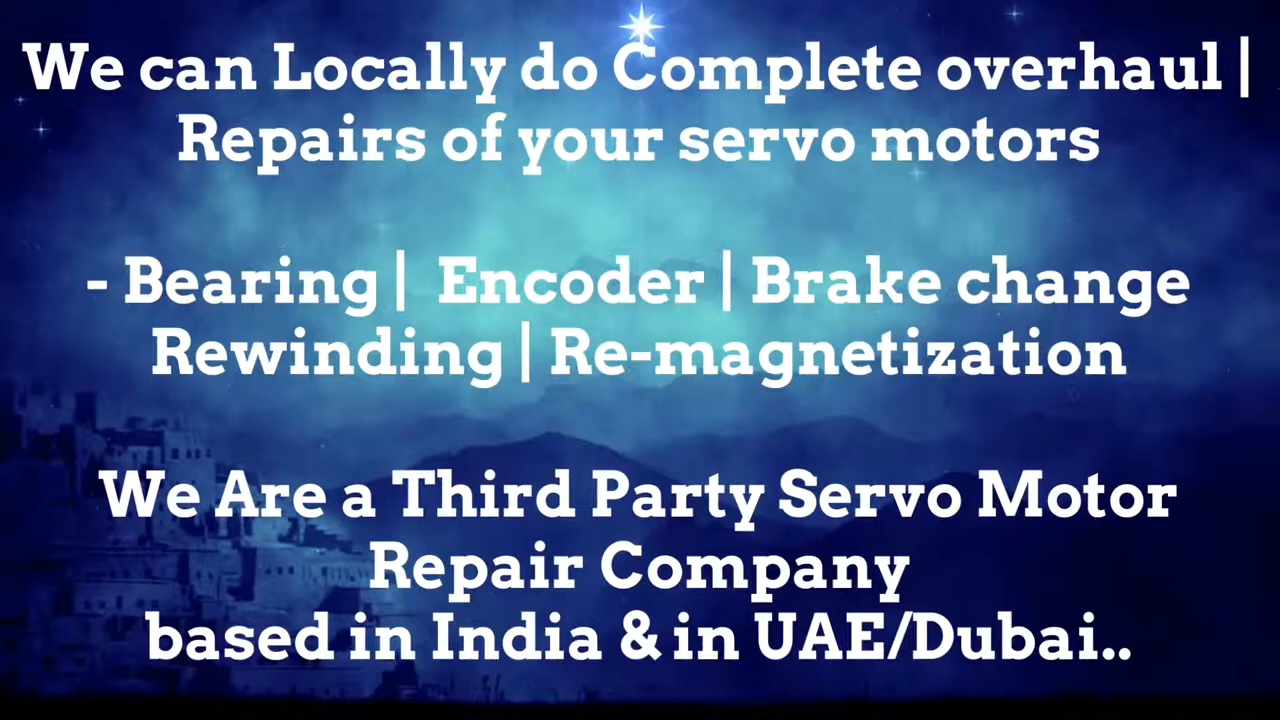 We can Locally do Complete overhaul |
Repairs of your servo motors
- Bearing |  Encoder | Brake change
Rewinding | Re-magnetization
We Are a Third Party Servo Motor
Repair Company
based in India & in UAE/Dubai..